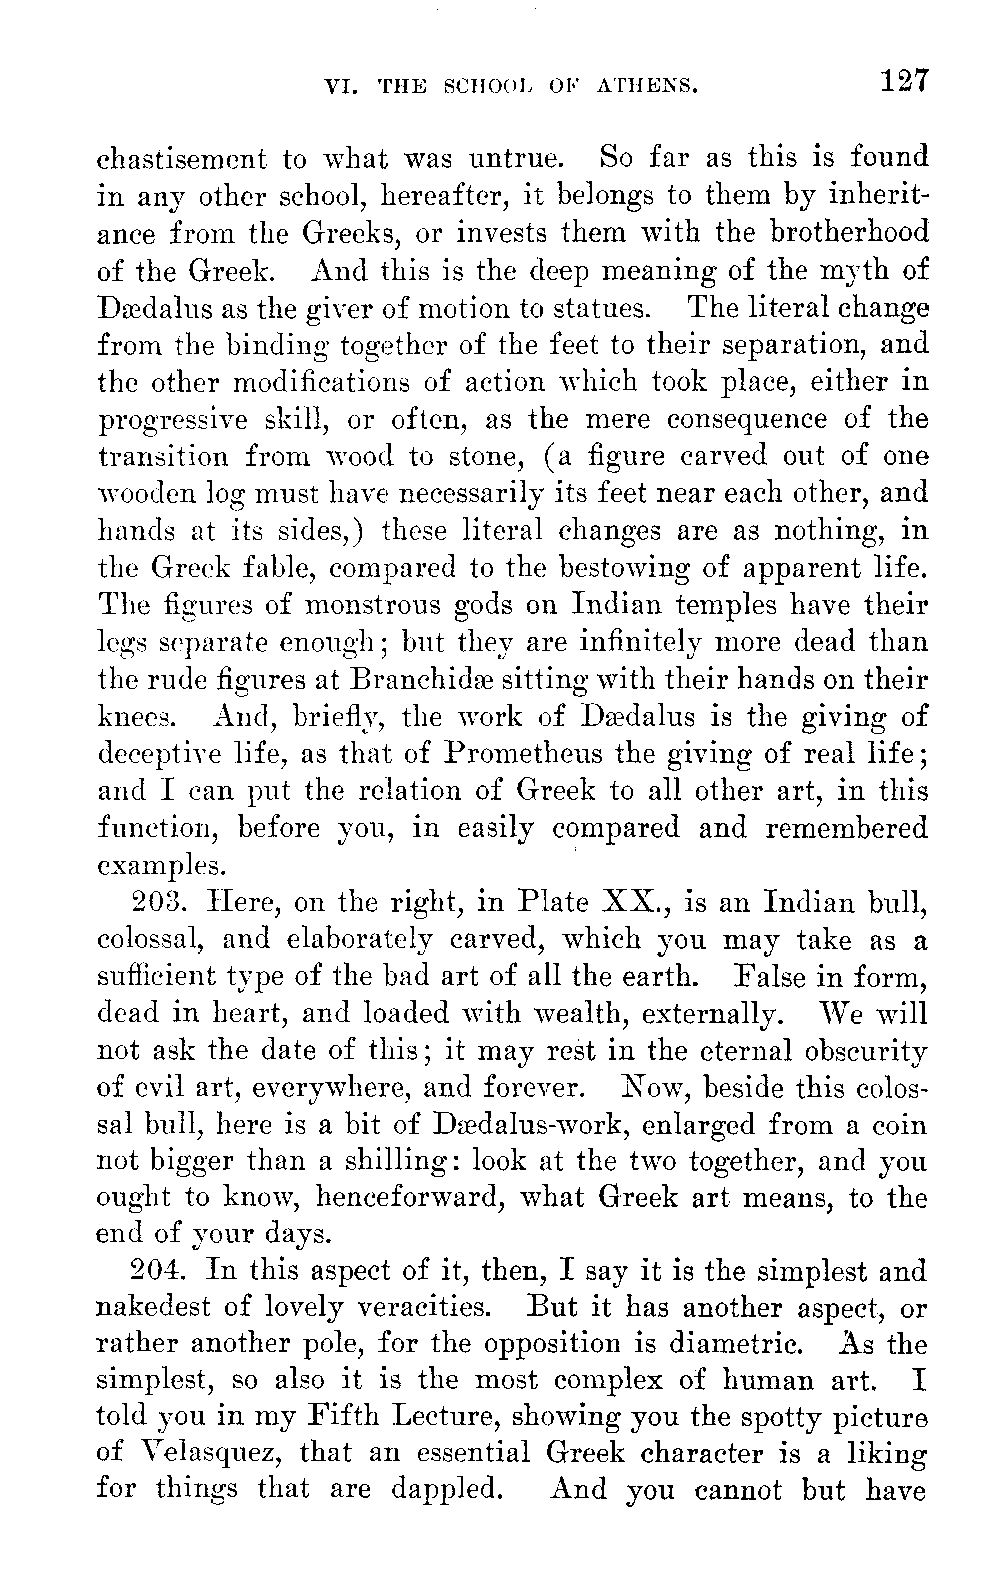 VI. THE SCHOOL OF ATHENS. 127
chastisement to what was untrue. So far as this is found
in any other school, hereafter, it belongs to them by inherit-
ance from the Greeks, or invests them with the brotherhood
of the Greek. And this is the deep meaning of the myth of
Dædalus as the giver of motion to statues. The literal change
from the binding together of the feet to their separation, and
the other modifications of action which took place, either in
progressive skill, or often, as the mere consequence of the
transition from wood to stone, (a figure carved out of one
wooden log must have necessarily its feet near each other, and
hands at its sides,) these literal changes are as nothing, in
the Greek fable, compared to the bestowing of apparent life.
The figures of monstrous gods on Indian temples have their
legs separate enough; but they are infinitely more dead than
the rude figures at Branchidæ sitting with their hands on their
knees. And, briefly, the work of Dædalus is the giving of
deceptive life, as that of Prometheus the giving of real life;
and I can put the relation of Greek to all other art, in this
function, before you, in easily compared and remembered
examples.
203. Here, on the right, in Plate XX., is an Indian bull,
colossal, and elaborately carved, which you may take as a
sufficient type of the bad art of all the earth. False in form,
dead in heart, and loaded with wealth, externally. We will
not ask the date of this; it may rest in the eternal obscurity
of evil art, everywhere, and forever. Now, beside this colos-
sal bull, here is a bit of Dædalus-work, enlarged from a coin
not bigger than a shilling: look at the two together, and you
ought to know, henceforward, what Greek art means, to the
end of your days.
204. In this aspect of it, then, I say it is the simplest and
nakedest of lovely veracities. But it has another aspect, or
rather another pole, for the opposition is diametric. As the
simplest, so also it is the most complex of human art. I
told you in my Fifth Lecture, showing you the spotty picture
of Velasquez, that an essential Greek character is a liking
for things that are dappled. And you cannot but have